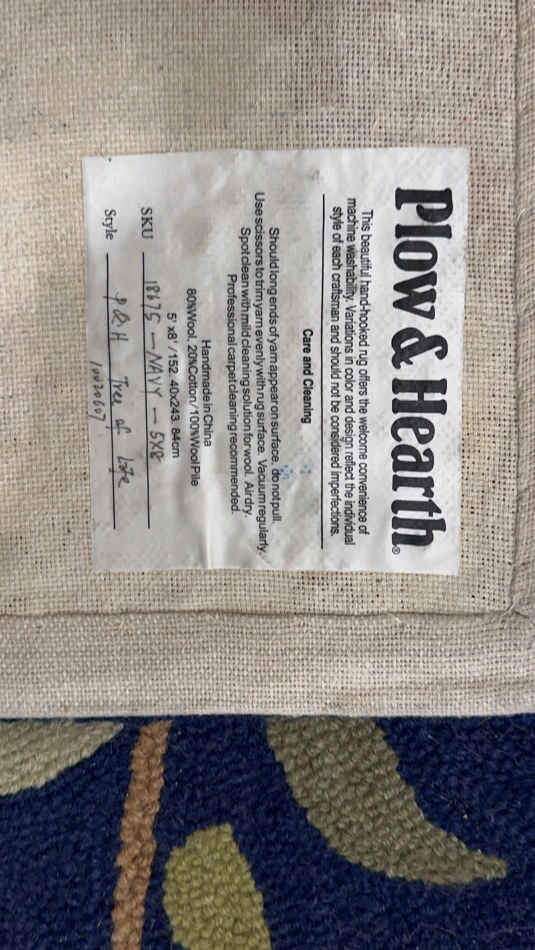 Plow & Hearth®
This beautiful hand-hooked rug offers the welcome convenience of
machine washability. Variations in color and design reflect the individual
style of each craftsman and should not be considered imperfections.
Care and Cleaning
Should long ends of yarn appear on surface, do not pull.
Use scissors to trim yarn evenly with rug surface. Vacuum regularly.
Spot clean with mild cleaning solution for wool. Air dry.
Professional carpet cleaning recommended.
Handmade in China
80%Wool, 20%Cotton/100%Wool Pile
5' x8' /152. 40x243. 84cm
SKU 18675 - NAVY - 5X8
Style P&H Tree of Life